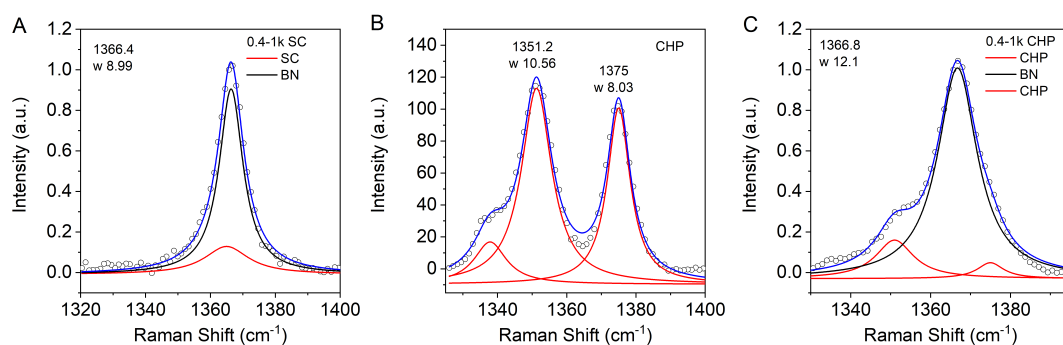 A
1366.4
w 8.99
0.4-1k SC
SC
BN
Intensity (a.u.)
1.2
1.0
0.8
0.6
0.4
0.2
0.0
1320 1340 1360 1380 1400
Raman Shift (cm-1)
B
1351.2
w 10.56
1375
w 8.03
CHP
Intensity (a.u.)
140
120
100
80
60
40
20
0
1340 1360 1380 1400
Raman Shift (cm-1)
C
1366.8
w 12.1
0.4-1k CHP
CHP
BN
CHP
Intensity (a.u.)
1.2
1.0
0.8
0.6
0.4
0.2
0.0
1340 1360 1380
Raman Shift (cm-1)